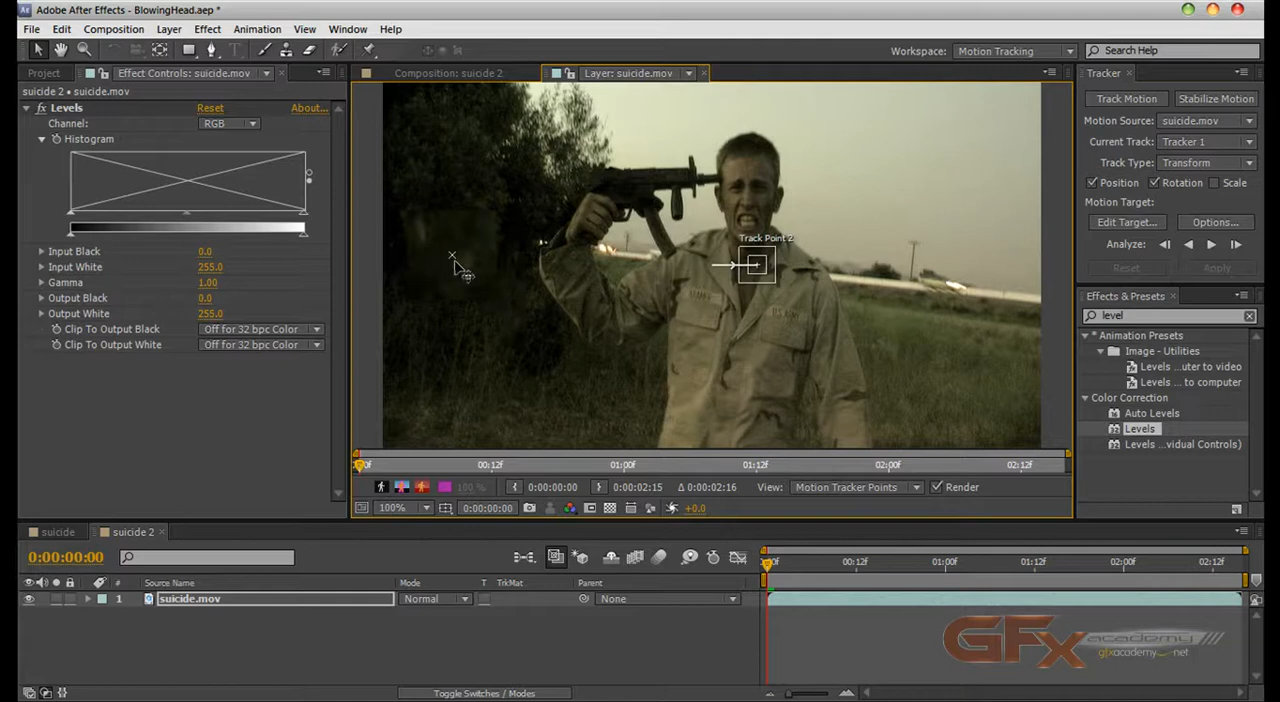 Adobe After Effects - BlowingHead.aep *
File Edit Composition Layer Effect Animation View Window Help
Workspace: Motion Tracking Search Help
Project Effect Controls: suicide.mov Composition: suicide 2 Layer: suicide.mov Tracker
suicide 2 • suicide.mov
Levels Reset About...
Channel: RGB
Histogram
Input Black 0.0
Input White 255.0
Gamma 1.00
Output Black 0.0
Output White 255.0
Clip To Output Black Off for 32 bpc Color
Clip To Output White Off for 32 bpc Color
Track Point 2
U.S. ARMY
Track Motion Stabilize Motion
Motion Source: suicide.mov
Current Track: Tracker 1
Track Type: Transform
Position Rotation Scale
Motion Target:
Edit Target... Options...
Analyze:
Reset Apply
Effects & Presets
level
* Animation Presets
Image - Utilities
Levels ...uter to video
Levels ... to computer
Color Correction
Auto Levels
Levels
Levels ...vidual Controls)
00:12f 01:00f 01:12f 02:00f 02:12f
100 % 0:00:00:00 0:00:02:15 Δ 0:00:02:16 View: Motion Tracker Points Render
100% 0:00:00:00 +0.0
suicide suicide 2
0:00:00:00
00:12f 01:00f 01:12f 02:00f 02:12f
# Source Name Mode T TrkMat Parent
1 suicide.mov Normal None
GFx academy
gfxacademy.net
Toggle Switches / Modes